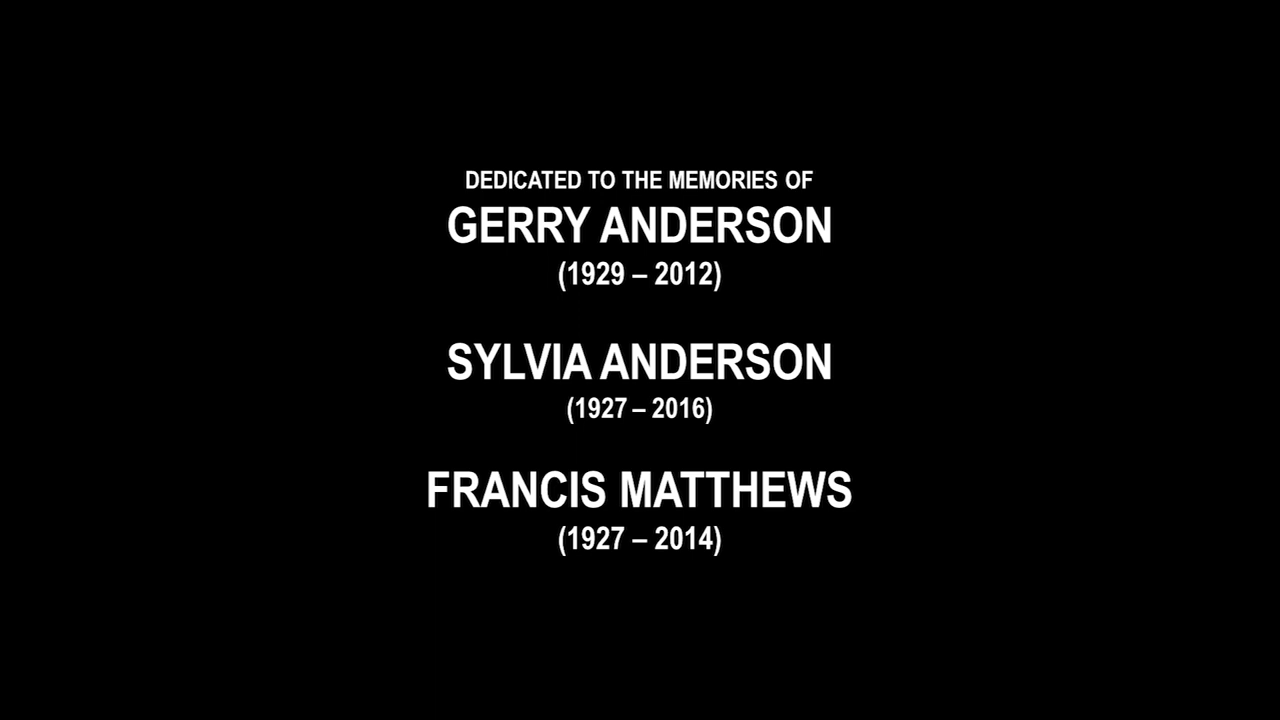 DEDICATED TO THE MEMORIES OF
GERRY ANDERSON
(1929 – 2012)
SYLVIA ANDERSON
(1927 – 2016)
FRANCIS MATTHEWS
(1927 – 2014)